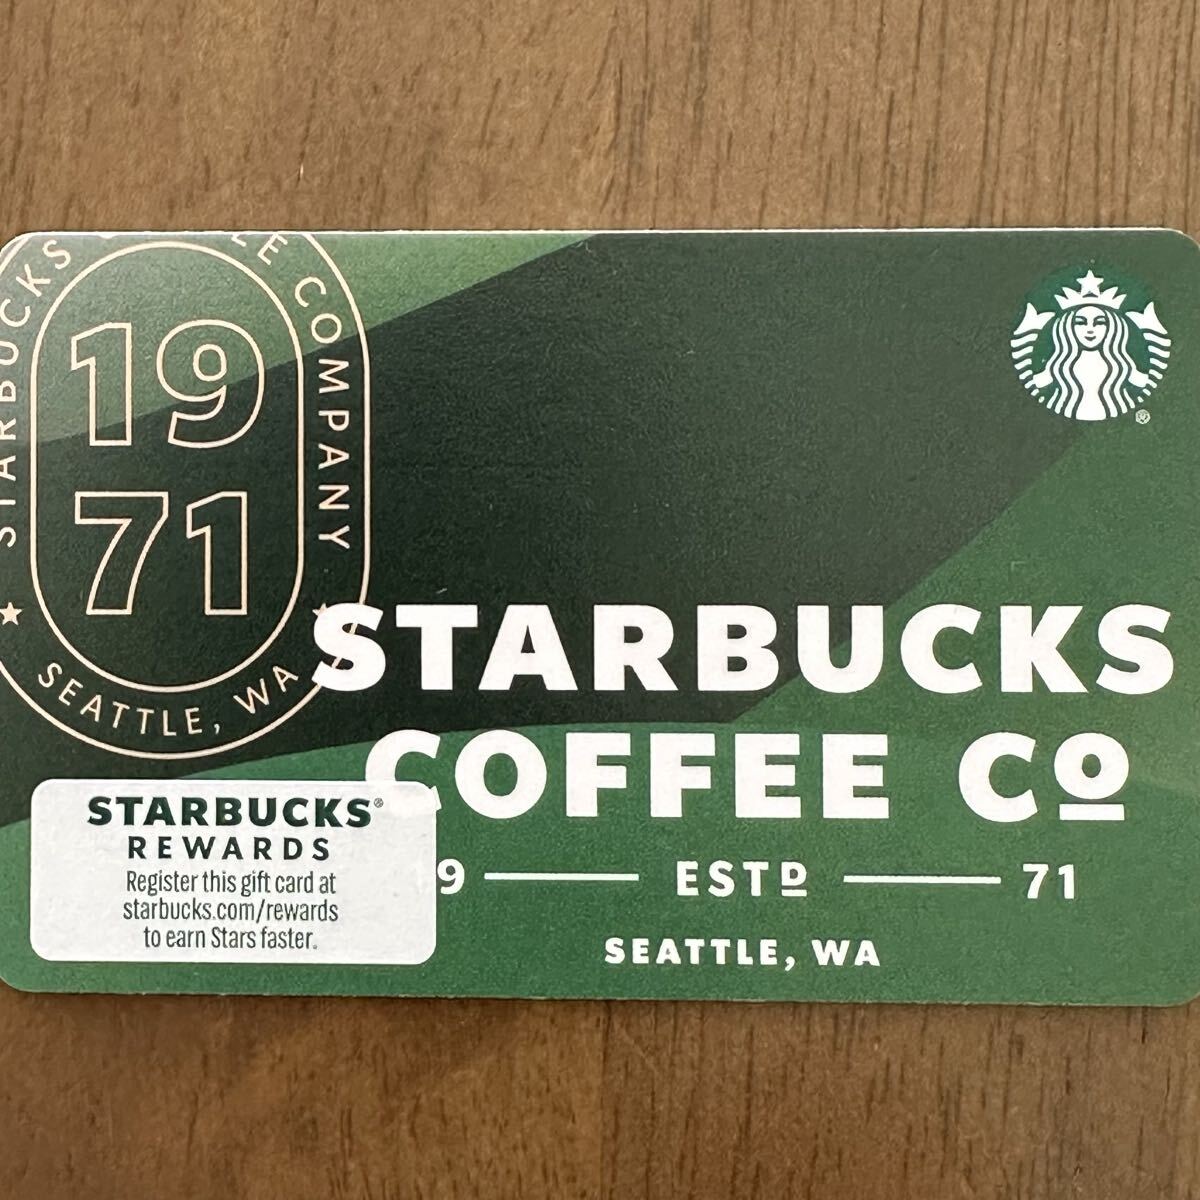 STARBUCKS COMPANY
19
71
SEATTLE, WA
STARBUCKS
COFFEE Cº
9 ESTD 71
SEATTLE, WA
STARBUCKS®
REWARDS
Register this gift card at
starbucks.com/rewards
to earn Stars faster.
®